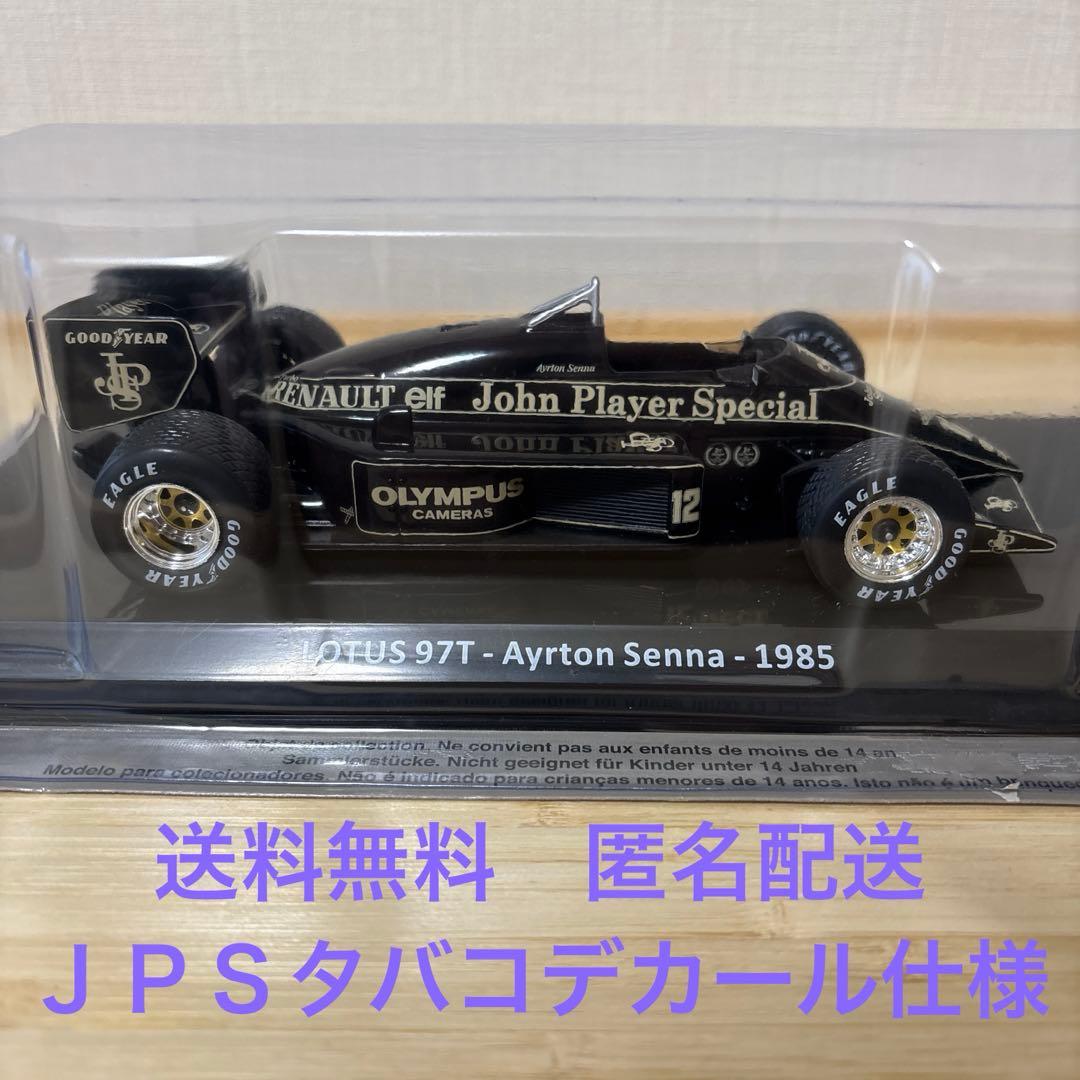 GOODYEAR
JPS
Ayrton Senna
RENAULT elf John Player Special
OLYMPUS
CAMERAS
12
EAGLE
GOODYEAR
EAGLE
GOODYEAR
LOTUS 97T - Ayrton Senna - 1985
collection. Ne convient pas aux enfants de moins de 14 an
Nicht geeignet für Kinder unter 14 Jahren
Modelo para colecionadores. Não é indicado para crianças menores de 14 anos. Isto não é um
送料無料　匿名配送
ＪＰＳタバコデカール仕様